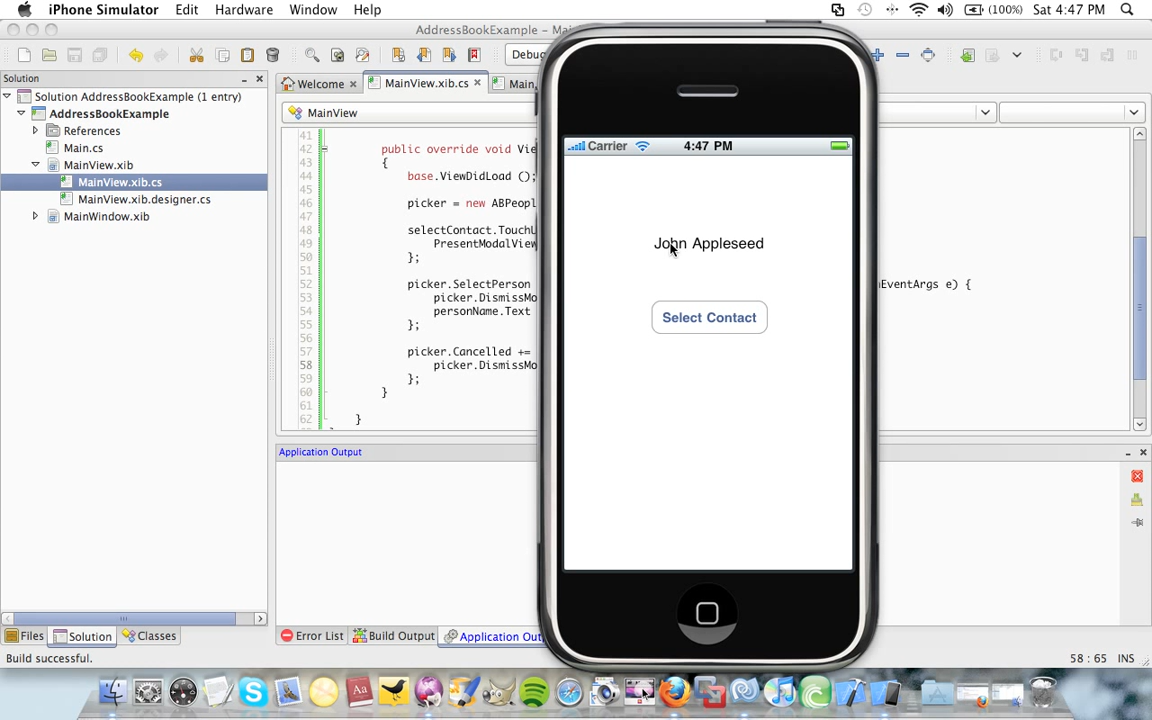 iPhone Simulator Edit Hardware Window Help (100%) Sat 4:47 PM
AddressBookExample - Ma
Debug
Solution
Welcome MainView.xib.cs Main
Solution AddressBookExample (1 entry)
AddressBookExample
References
Main.cs
MainView.xib
MainView.xib.cs
MainView.xib.designer.cs
MainWindow.xib
MainView
41
42 public override void Vie
43 {
44 base.ViewDidLoad ();
45
46 picker = new ABPeopl
47
48 selectContact.TouchU
49 PresentModalView
50 };
51
52 picker.SelectPerson nEventArgs e) {
53 picker.DismissMo
54 personName.Text
55 };
56
57 picker.Cancelled +=
58 picker.DismissMo
59 };
60 }
61
62 }
Carrier 4:47 PM
John Appleseed
Select Contact
Application Output
Files Solution Classes
Error List Build Output Application Out
Build successful.
58 : 65 INS